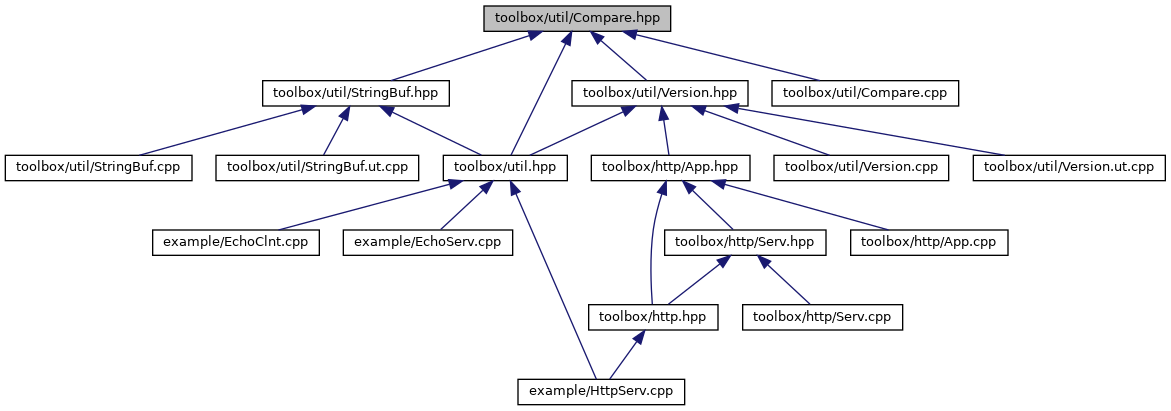 toolbox/util/Compare.hpp
toolbox/util/StringBuf.hpp
toolbox/util/Version.hpp
toolbox/util/Compare.cpp
toolbox/util/StringBuf.cpp
toolbox/util/StringBuf.ut.cpp
toolbox/util.hpp
toolbox/http/App.hpp
toolbox/util/Version.cpp
toolbox/util/Version.ut.cpp
example/EchoClnt.cpp
example/EchoServ.cpp
toolbox/http/Serv.hpp
toolbox/http/App.cpp
toolbox/http.hpp
toolbox/http/Serv.cpp
example/HttpServ.cpp